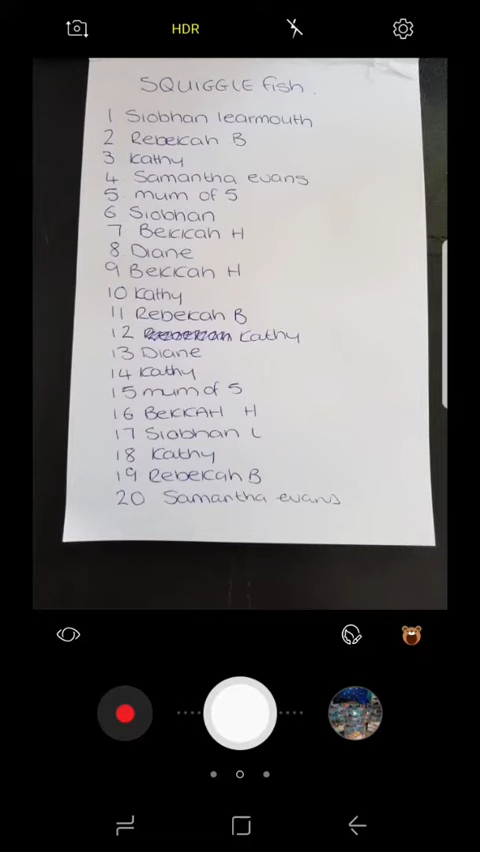 HDR
SQUIGGLE fish.
1 Siobhan learmouth
2 Rebekah B
3 Kathy
4 Samantha evans
5 mum of 5
6 Siobhan
7 Bekkah H
8 Diane
9 Bekkah H
10 Kathy
11 Rebekah B
12 Kathy
13 Diane
14 Kathy
15 mum of 5
16 BEKKAH H
17 Siobhan L
18 Kathy
19 Rebekah B
20 Samantha evans